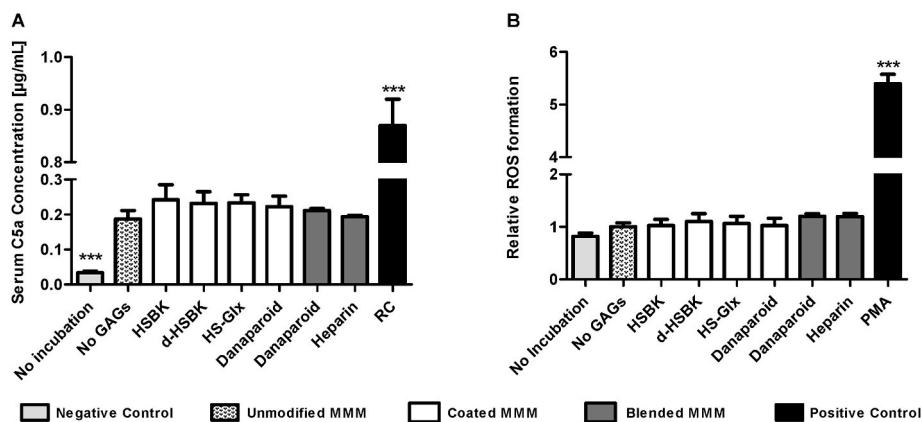 A
Serum C5a Concentration [µg/mL]
1.0
0.9
0.8
0.3
0.2
0.1
0.0
***
***
No incubation
No GAGs
HSBK
d-HSBK
HS-Glx
Danaparoid
Danaparoid
Heparin
RC
B
Relative ROS formation
6
5
4
2
1
0
***
No Incubation
No GAGs
HSBK
d-HSBK
HS-Glx
Danaparoid
Danaparoid
Heparin
PMA
Negative Control
Unmodified MMM
Coated MMM
Blended MMM
Positive Control